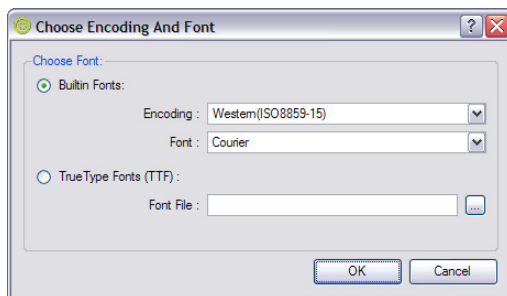 Choose Encoding And Font
Choose Font:
Builtin Fonts:
Encoding : Western(ISO8859-15)
Font : Courier
TrueType Fonts (TTF) :
Font File : ...
OK Cancel